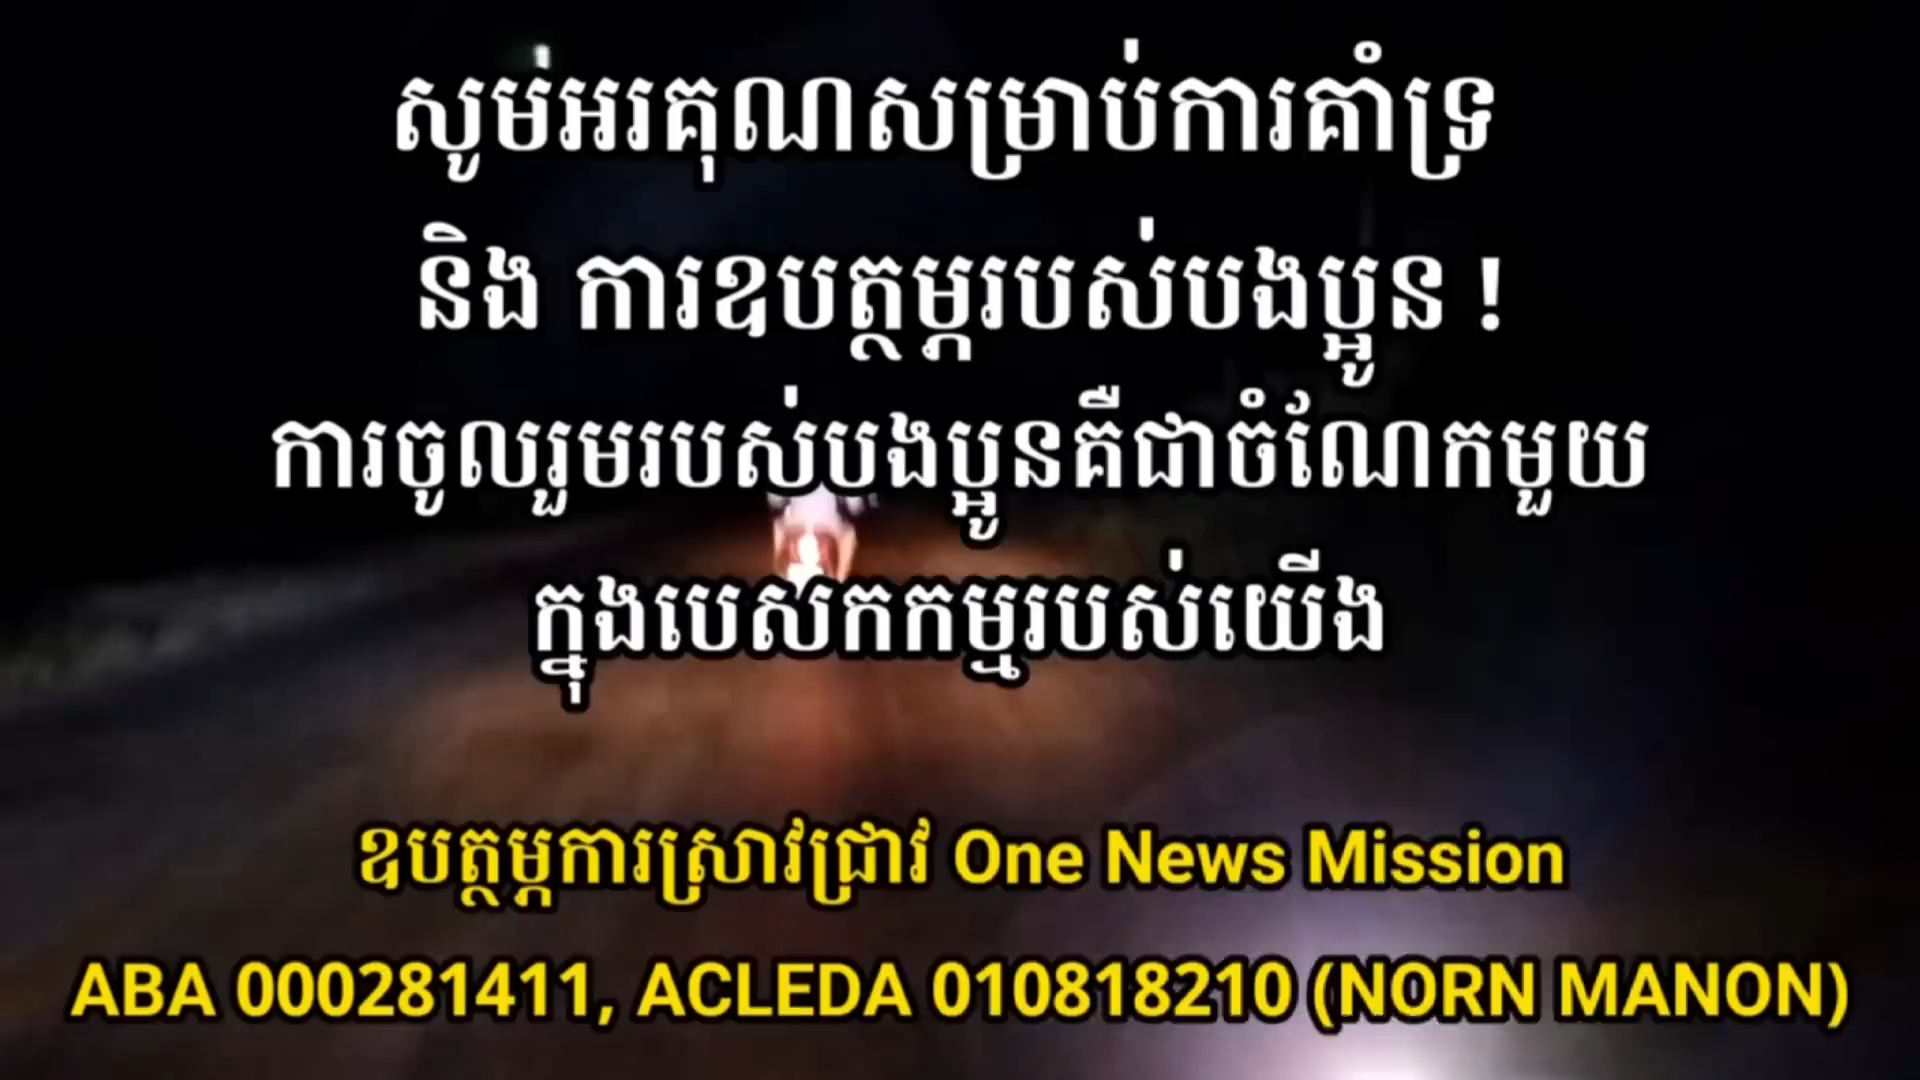 សូម់អរគុណសម្រាប់ការគាំទ្រ
និង ការឧបត្ថម្ភរបស់បងប្អូន !
ការចូលរួមរបស់បងប្អូនគឺជាចំណែកមួយ
ក្នុងបេសកកម្មរបស់យើង
ឧបត្ថម្ភការស្រាវជ្រាវ One News Mission
ABA 000281411, ACLEDA 010818210 (NORN MANON)